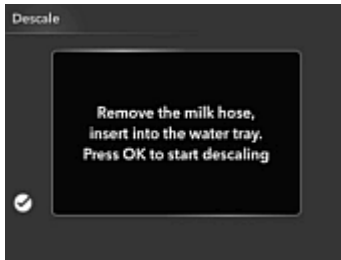 Descale
Remove the milk hose,
insert into the water tray.
Press OK to start descaling